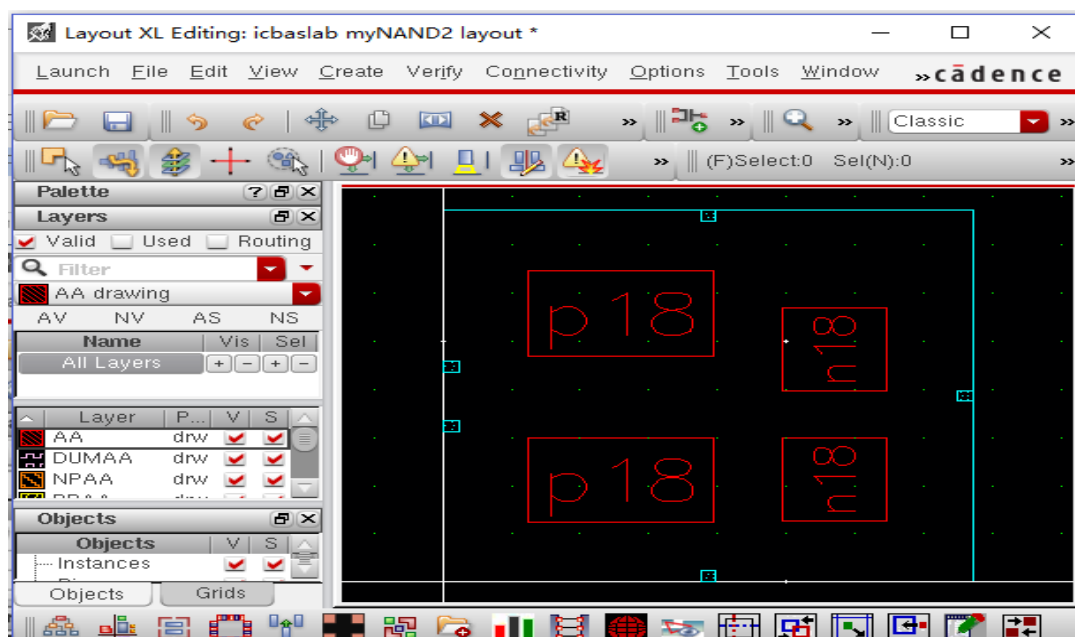 Layout XL Editing: icbaslab myNAND2 layout *
Launch File Edit View Create Verify Connectivity Options Tools Window »cādence
R » » » Classic »
» (F)Select:0 Sel(N):0 »
Palette
Layers
Valid Used Routing
Filter
AA drawing
AV NV AS NS
Name Vis Sel
All Layers + - + -
Layer P... V S
AA drw
DUMAA drw
NPAA drw
Objects
Objects V S
Instances
Objects Grids
p18
n18
p18
n18